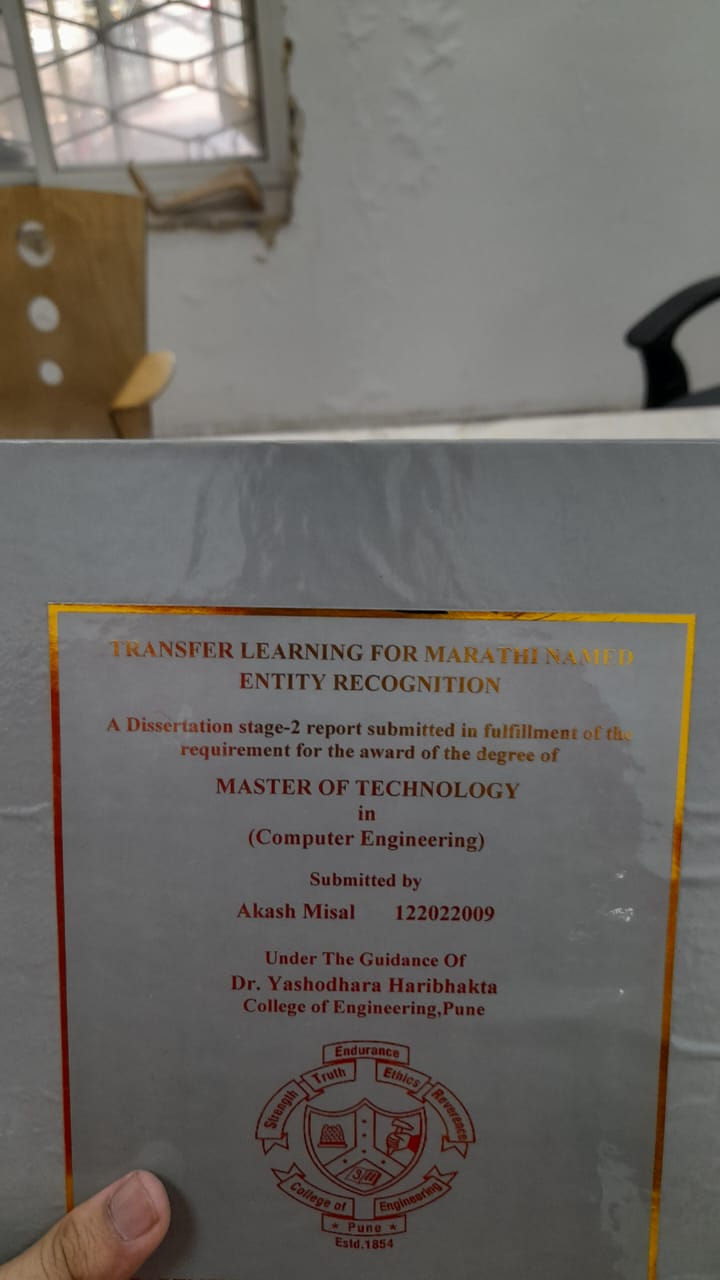 TRANSFER LEARNING FOR MARATHI NAMED
ENTITY RECOGNITION
A Dissertation stage-2 report submitted in fulfillment of the
requirement for the award of the degree of
MASTER OF TECHNOLOGY
in
(Computer Engineering)
Submitted by
Akash Misal 122022009
Under The Guidance Of
Dr. Yashodhara Haribhakta
College of Engineering,Pune
Endurance
Truth Ethics
Strength Reverence
College of Engineering
* Pune *
Estd.1854